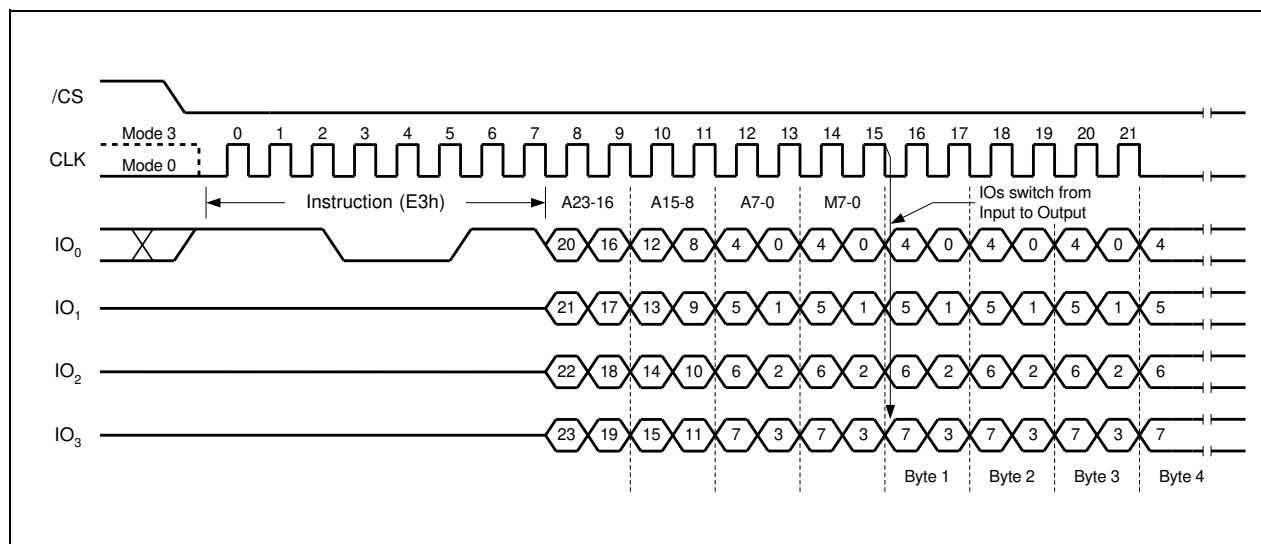 /CS
Mode 3 0 1 2 3 4 5 6 7 8 9 10 11 12 13 14 15 16 17 18 19 20 21
CLK
Mode 0
Instruction (E3h) A23-16 A15-8 A7-0 M7-0 IOs switch from
Input to Output
IO0 20 16 12 8 4 0 4 0 4 0 4 0 4 0 4
IO1 21 17 13 9 5 1 5 1 5 1 5 1 5 1 5
IO2 22 18 14 10 6 2 6 2 6 2 6 2 6 2 6
IO3 23 19 15 11 7 3 7 3 7 3 7 3 7 3 7
Byte 1 Byte 2 Byte 3 Byte 4